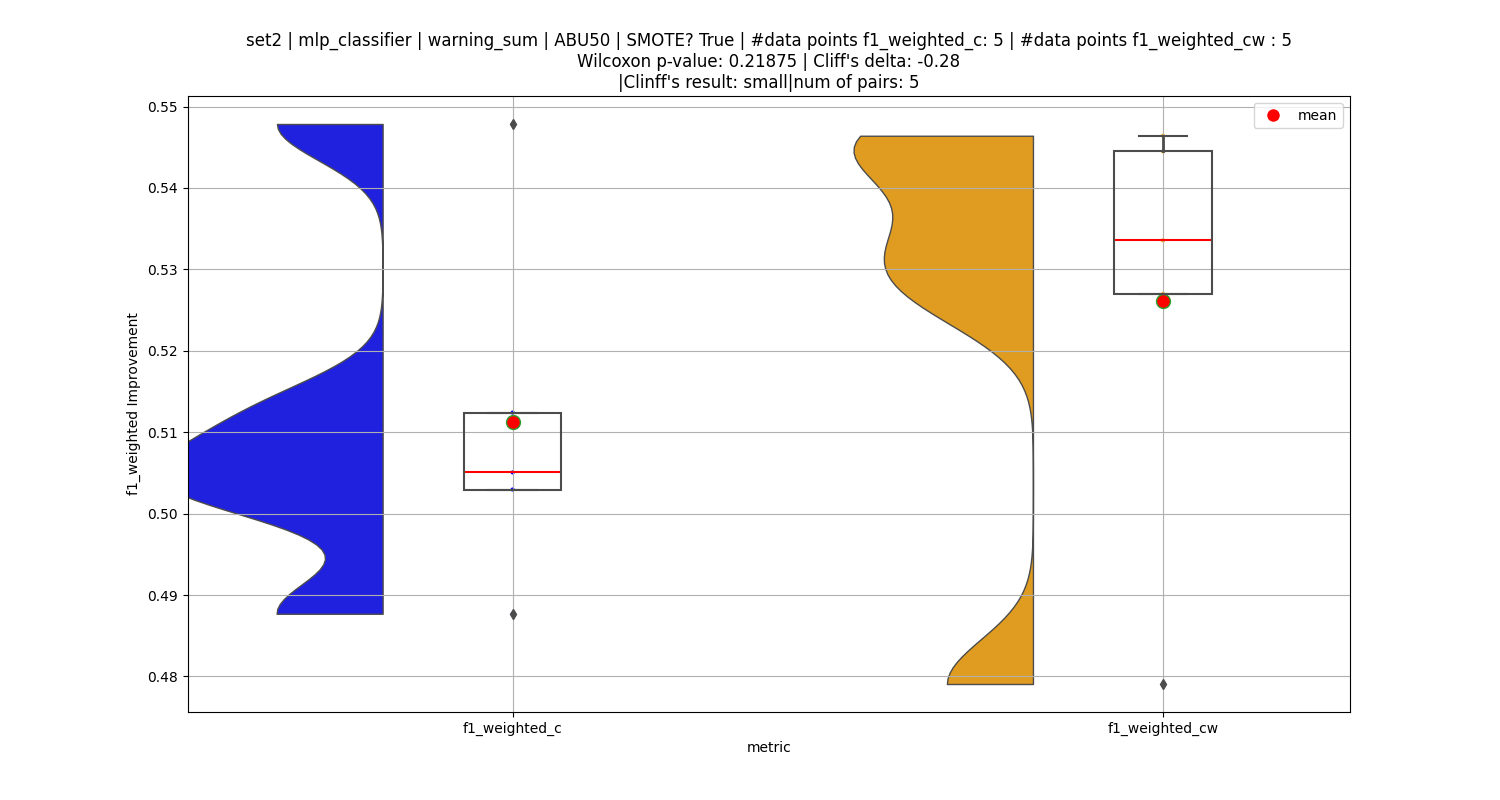 set2 | mlp_classifier | warning_sum | ABU50 | SMOTE? True | #data points f1_weighted_c: 5 | #data points f1_weighted_cw : 5
Wilcoxon p-value: 0.21875 | Cliff's delta: -0.28
|Clinff's result: small|num of pairs: 5
mean
0.55
0.54
0.53
0.52
0.51
0.50
0.49
0.48
f1_weighted Improvement
f1_weighted_c
f1_weighted_cw
metric